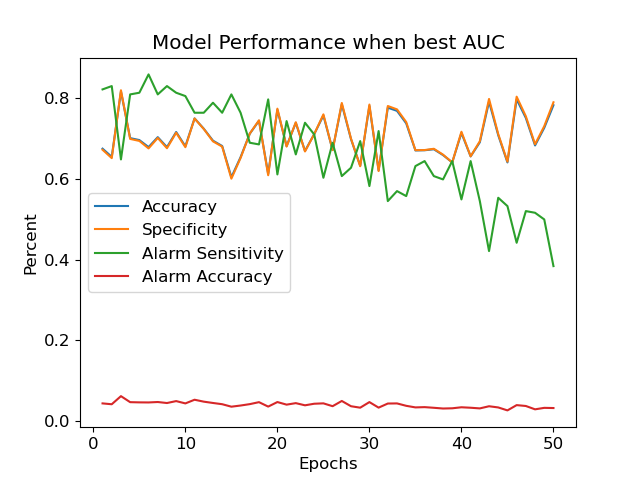 Model Performance when best AUC
Percent
0.8
0.6
0.4
0.2
0.0
Accuracy
Specificity
Alarm Sensitivity
Alarm Accuracy
0 10 20 30 40 50
Epochs